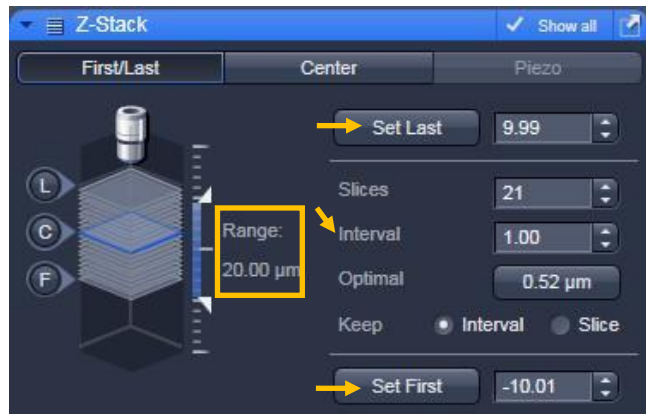 Z-Stack Show all
First/Last Center Piezo
Set Last 9.99
L
Slices 21
C
Range: Interval 1.00
20.00 µm
F
Optimal 0.52 µm
Keep Interval Slice
Set First -10.01